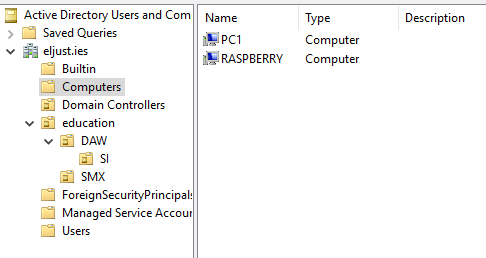 Active Directory Users and Com
Saved Queries
eljust.ies
Builtin
Computers
Domain Controllers
education
DAW
SI
SMX
ForeignSecurityPrincipals
Managed Service Accou
Users
Name Type Description
PC1 Computer
RASPBERRY Computer